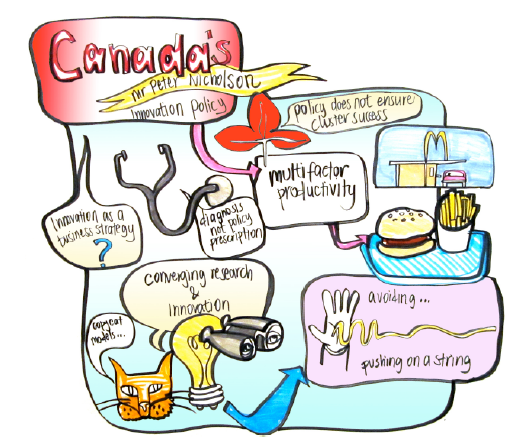 Canada's
Mr Peter Nicholson
Innovation Policy
policy does not ensure
cluster success
multifactor
productivity
M
Innovation as a
business strategy
?
diagnosis
not policy
prescription
converging research
&
innovation
copycat
models...
avoiding...
pushing on a string